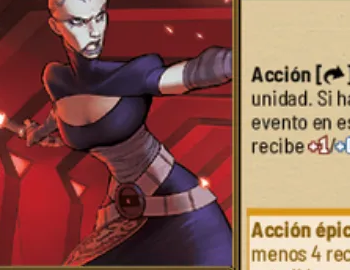 Acción [
unidad. Si ha
evento en es
recibe
Acción épic
menos 4 rec